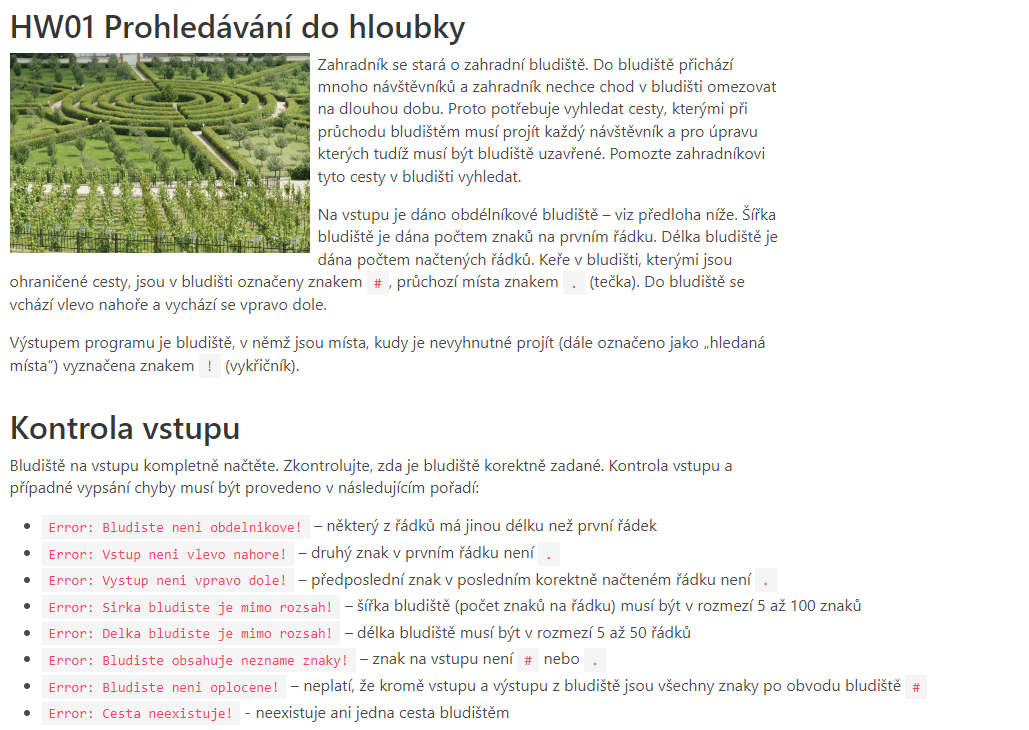 HW01 Prohledávání do hloubky
Zahradník se stará o zahradní bludiště. Do bludiště přichází
mnoho návštěvníků a zahradník nechce chod v bludišti omezovat
na dlouhou dobu. Proto potřebuje vyhledat cesty, kterými při
průchodu bludištěm musí projít každý návštěvník a pro úpravu
kterých tudíž musí být bludiště uzavřené. Pomozte zahradníkovi
tyto cesty v bludišti vyhledat.
Na vstupu je dáno obdélníkové bludiště – viz předloha níže. Šířka
bludiště je dána počtem znaků na prvním řádku. Délka bludiště je
dána počtem načtených řádků. Keře v bludišti, kterými jsou
ohraničené cesty, jsou v bludišti označeny znakem # , průchozí místa znakem . (tečka). Do bludiště se
vchází vlevo nahoře a vychází se vpravo dole.
Výstupem programu je bludiště, v němž jsou místa, kudy je nevyhnutné projít (dále označeno jako „hledaná
místa“) vyznačena znakem ! (vykřičník).
Kontrola vstupu
Bludiště na vstupu kompletně načtěte. Zkontrolujte, zda je bludiště korektně zadané. Kontrola vstupu a
případné vypsání chyby musí být provedeno v následujícím pořadí:
• Error: Bludiste neni obdelnikove! – některý z řádků má jinou délku než první řádek
• Error: Vstup neni vlevo nahore! – druhý znak v prvním řádku není .
• Error: Vystup neni vpravo dole! – předposlední znak v posledním korektně načteném řádku není .
• Error: Sirka bludiste je mimo rozsah! – šířka bludiště (počet znaků na řádku) musí být v rozmezí 5 až 100 znaků
• Error: Delka bludiste je mimo rozsah! – délka bludiště musí být v rozmezí 5 až 50 řádků
• Error: Bludiste obsahuje nezname znaky! – znak na vstupu není # nebo .
• Error: Bludiste neni oplocene! – neplatí, že kromě vstupu a výstupu z bludiště jsou všechny znaky po obvodu bludiště #
• Error: Cesta neexistuje! - neexistuje ani jedna cesta bludištěm